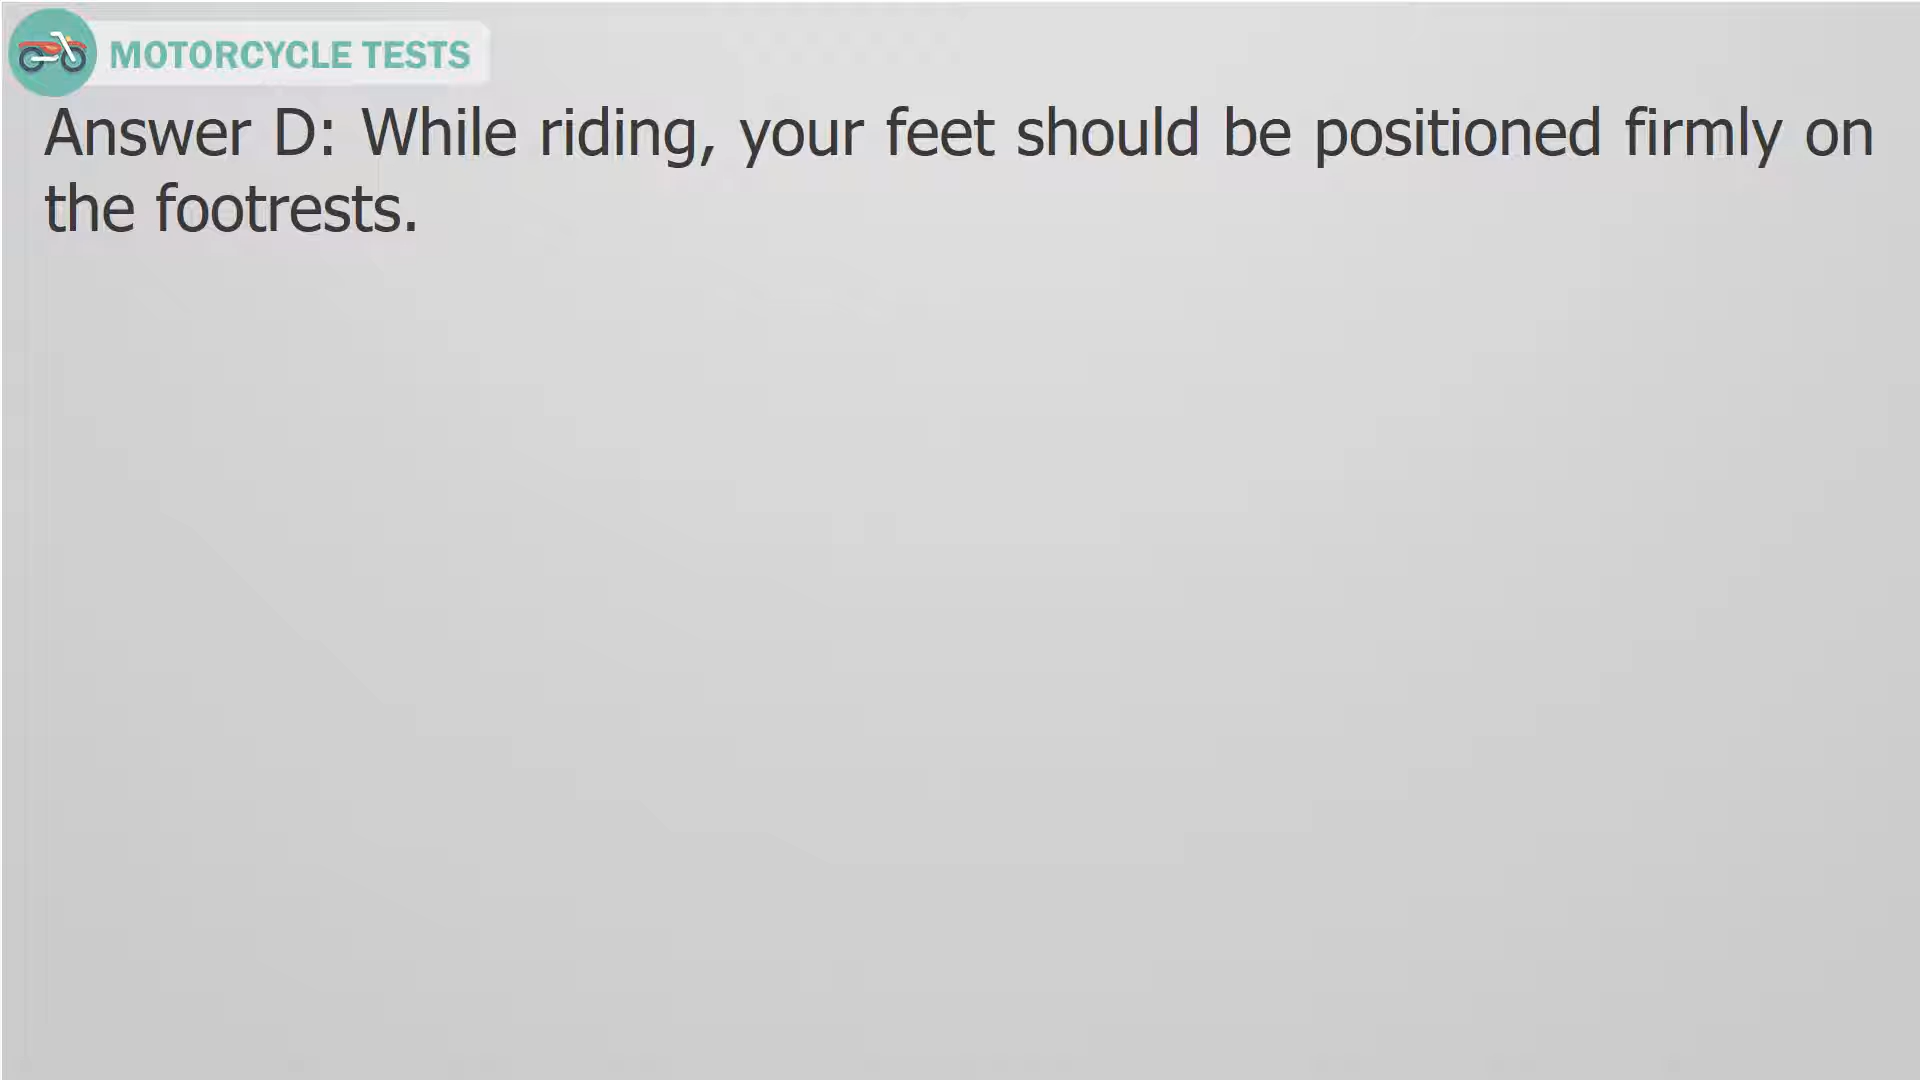 MOTORCYCLE TESTS
Answer D: While riding, your feet should be positioned firmly on
the footrests.